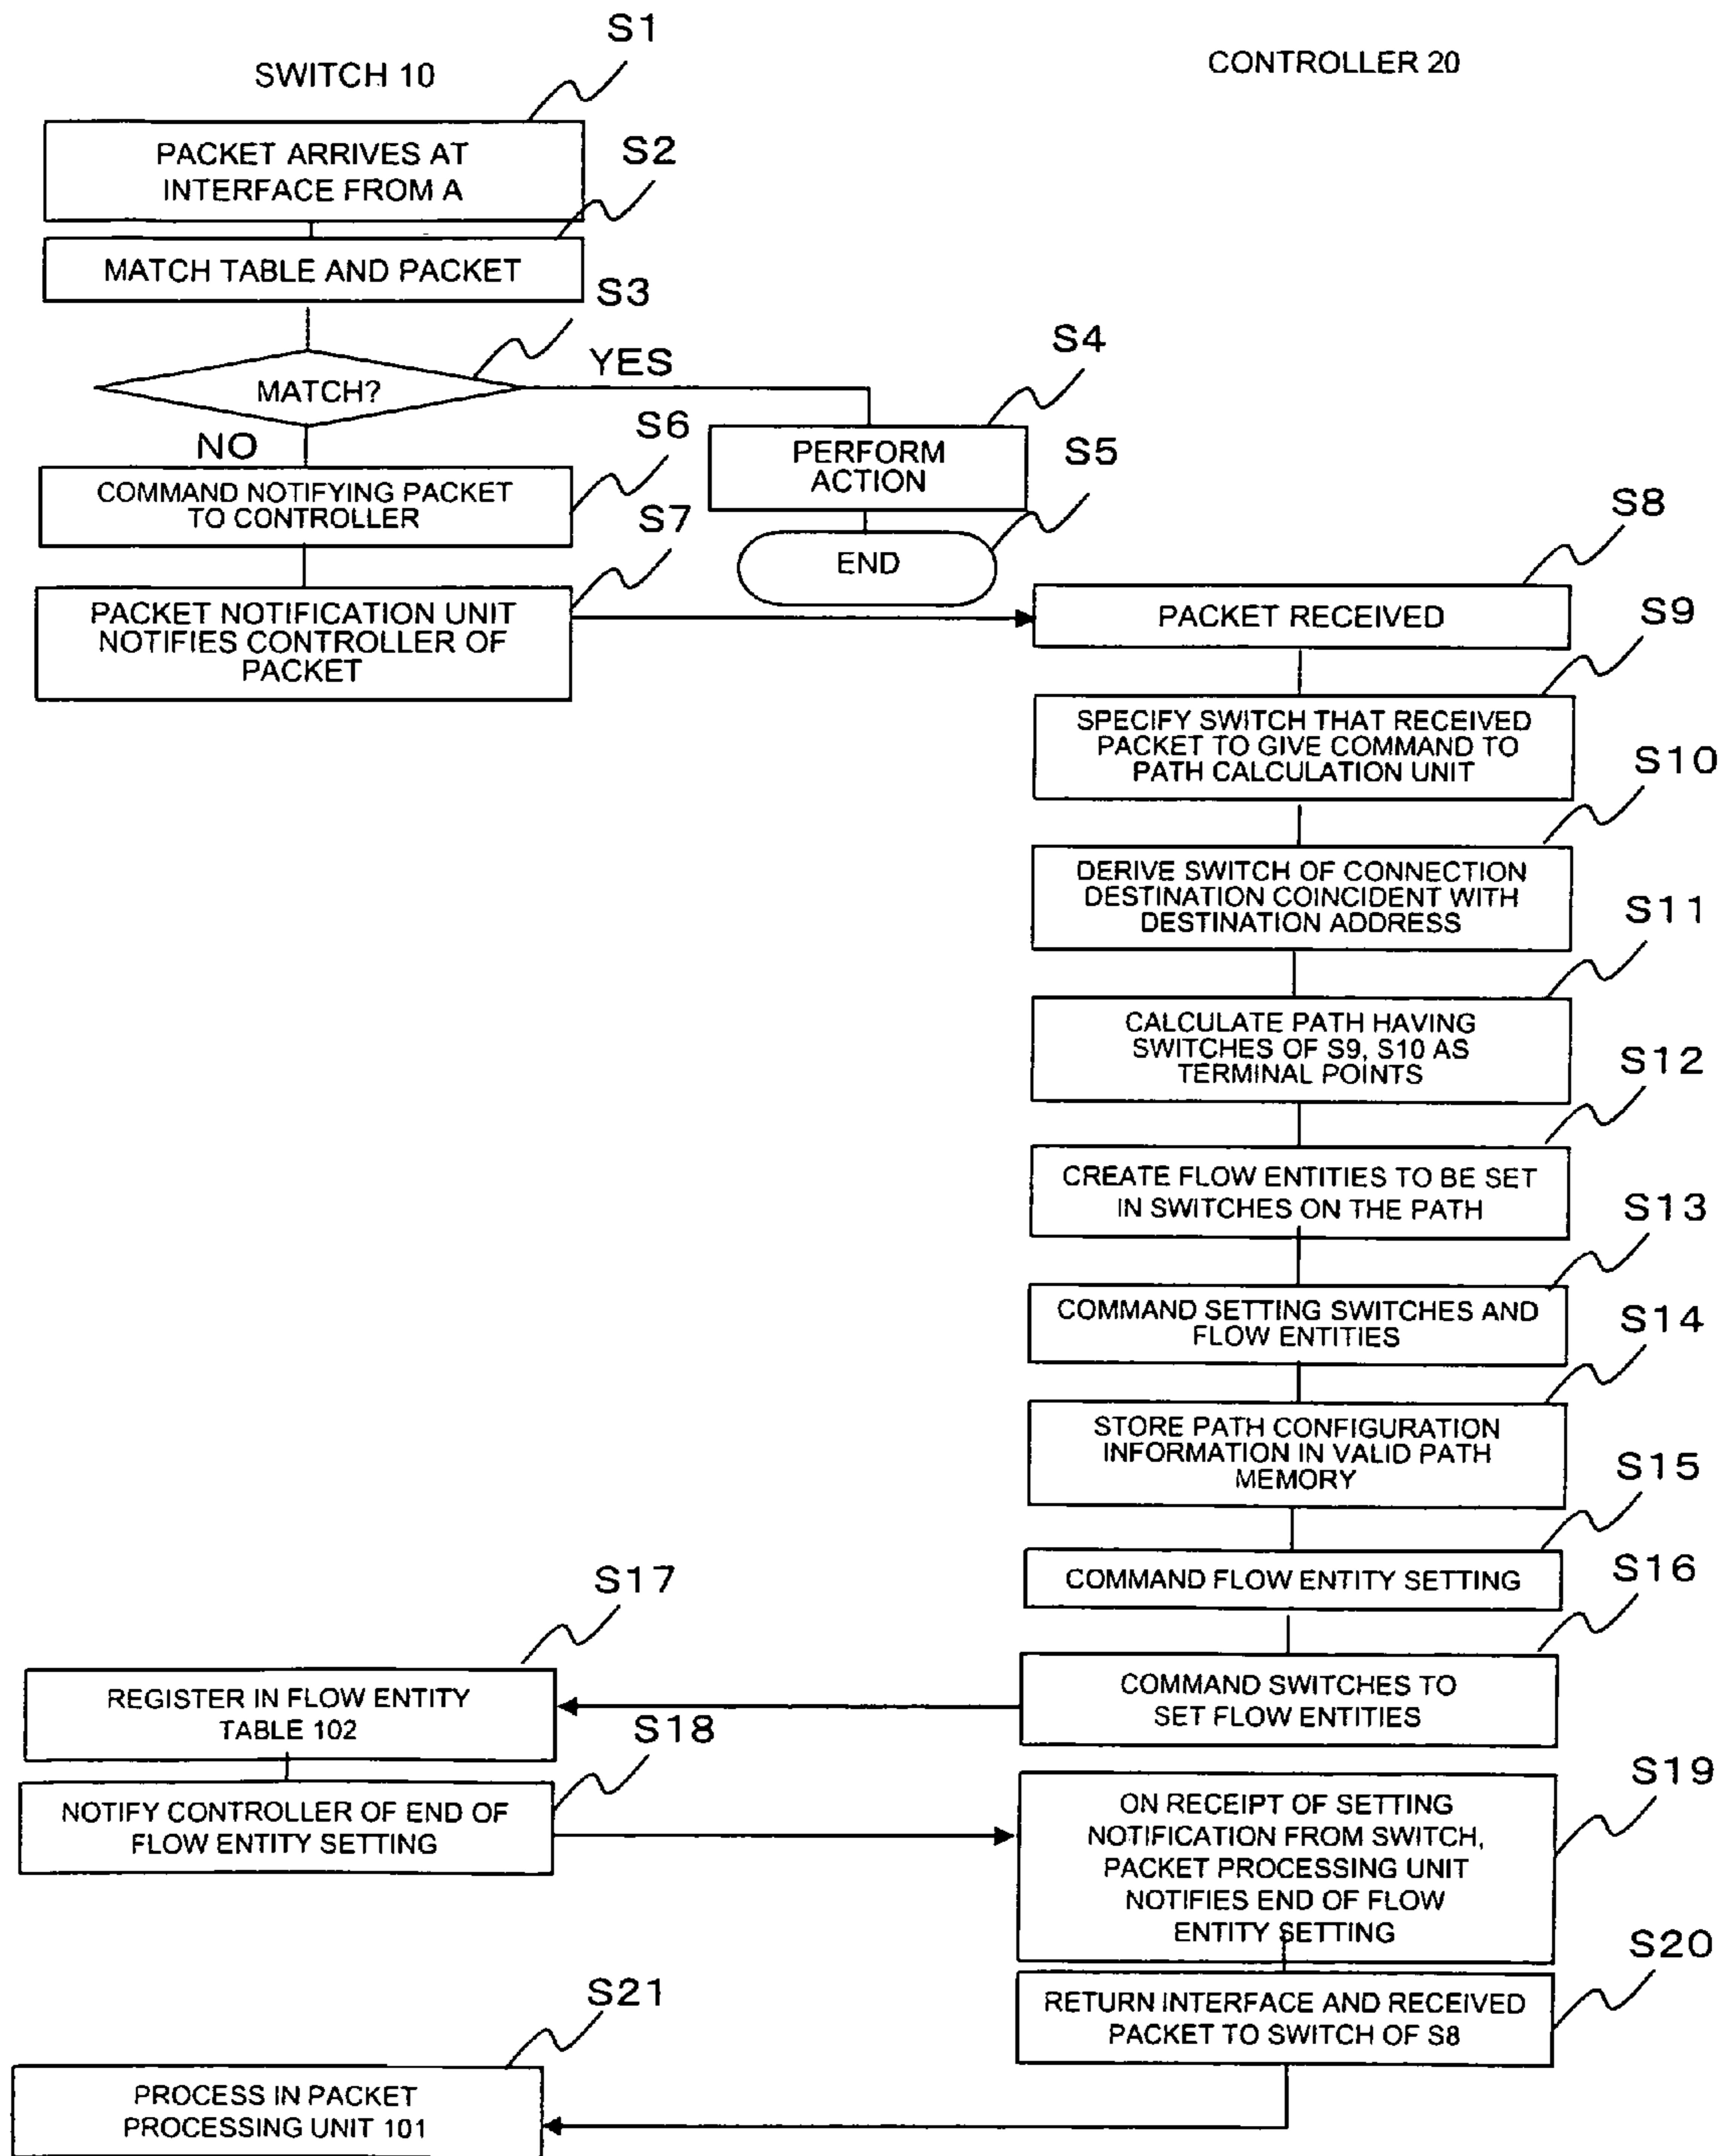 SWITCH 10
CONTROLLER 20
S1
PACKET ARRIVES AT
INTERFACE FROM A
S2
MATCH TABLE AND PACKET
S3
MATCH?
YES
NO
S4
PERFORM
ACTION
S5
END
S6
COMMAND NOTIFYING PACKET
TO CONTROLLER
S7
PACKET NOTIFICATION UNIT
NOTIFIES CONTROLLER OF
PACKET
S8
PACKET RECEIVED
S9
SPECIFY SWITCH THAT RECEIVED
PACKET TO GIVE COMMAND TO
PATH CALCULATION UNIT
S10
DERIVE SWITCH OF CONNECTION
DESTINATION COINCIDENT WITH
DESTINATION ADDRESS
S11
CALCULATE PATH HAVING
SWITCHES OF S9, S10 AS
TERMINAL POINTS
S12
CREATE FLOW ENTITIES TO BE SET
IN SWITCHES ON THE PATH
S13
COMMAND SETTING SWITCHES AND
FLOW ENTITIES
S14
STORE PATH CONFIGURATION
INFORMATION IN VALID PATH
MEMORY
S15
COMMAND FLOW ENTITY SETTING
S16
COMMAND SWITCHES TO
SET FLOW ENTITIES
S17
REGISTER IN FLOW ENTITY
TABLE 102
S18
NOTIFY CONTROLLER OF END OF
FLOW ENTITY SETTING
S19
ON RECEIPT OF SETTING
NOTIFICATION FROM SWITCH,
PACKET PROCESSING UNIT
NOTIFIES END OF FLOW
ENTITY SETTING
S20
RETURN INTERFACE AND RECEIVED
PACKET TO SWITCH OF S8
S21
PROCESS IN PACKET
PROCESSING UNIT 101